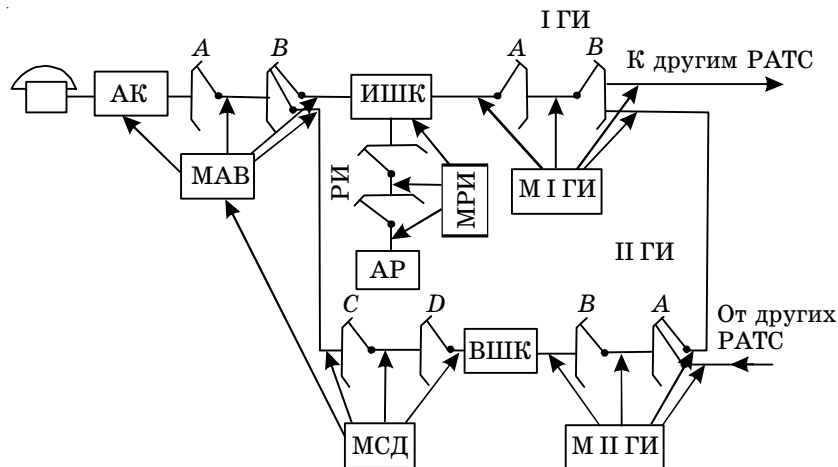 I ГИ
A
B
A
B
К другим РАТС
АК
ИШК
МАВ
РИ
МРИ
М I ГИ
АР
II ГИ
C
D
B
A
От других
РАТС
ВШК
МСД
М II ГИ